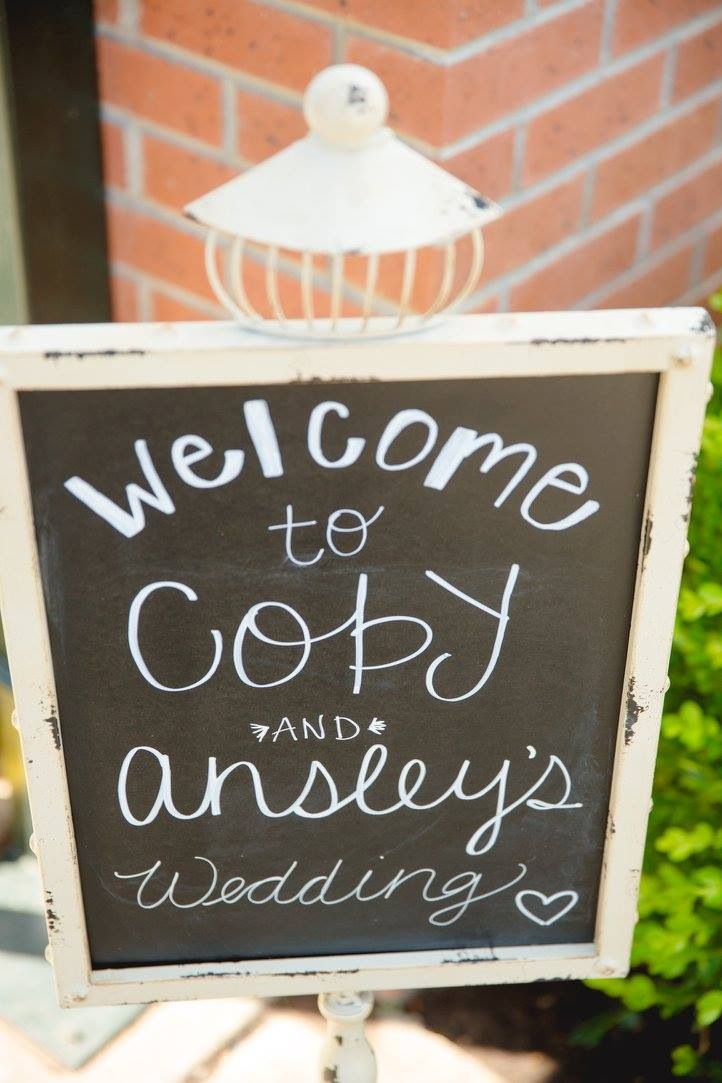 welcome
to
Coby
AND
ansley's
Wedding